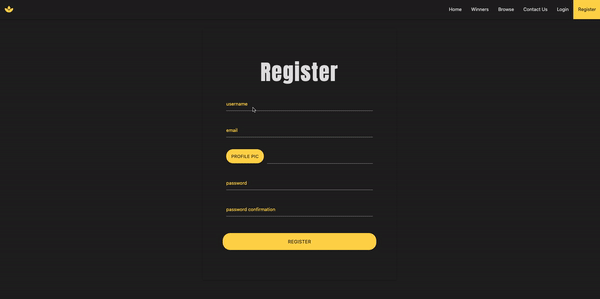 Home Winners Browse Contact Us Login Register
Register
username
email
PROFILE PIC
password
password confirmation
REGISTER